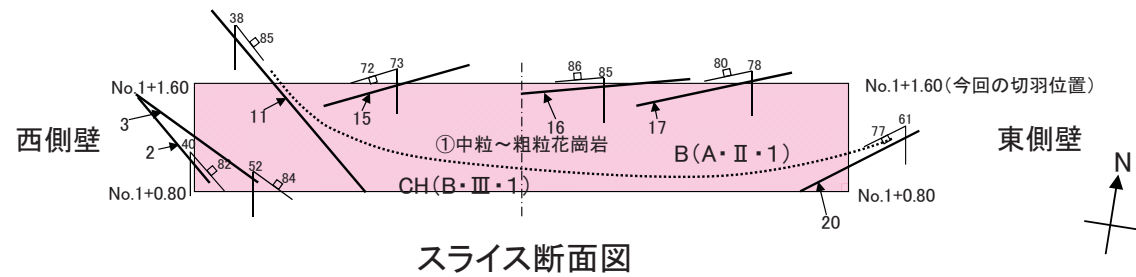 38
85
72
73
86
85
80
78
No.1+1.60
No.1+1.60(今回の切羽位置)
3
11
15
16
17
西側壁
①中粒～粗粒花崗岩
77
61
東側壁
2
40
B(A・Ⅱ・1)
82
52
84
CH(B・Ⅲ・1)
No.1+0.80
No.1+0.80
20
N
スライス断面図